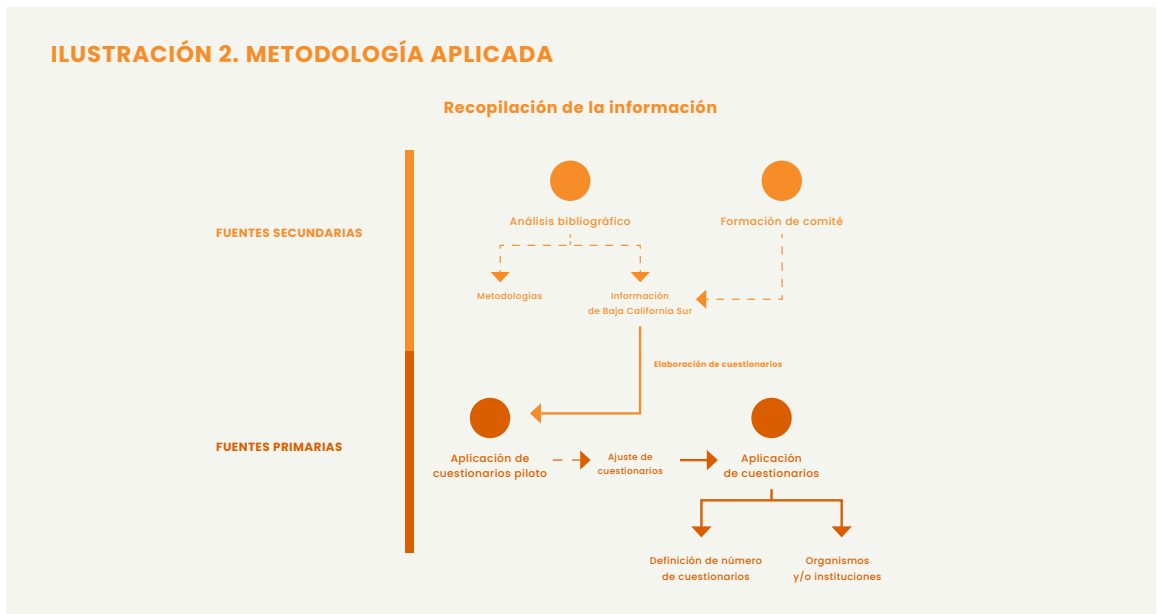 ILUSTRACIÓN 2. METODOLOGÍA APLICADA
Recopilación de la información
FUENTES SECUNDARIAS
Análisis bibliográfico
Formación de comité
Metodologías
Información
de Baja California Sur
Elaboración de cuestionarios
FUENTES PRIMARIAS
Aplicación de
cuestionarios piloto
Ajuste de
cuestionarios
Aplicación
de cuestionarios
Definición de número
de cuestionarios
Organismos
y/o instituciones